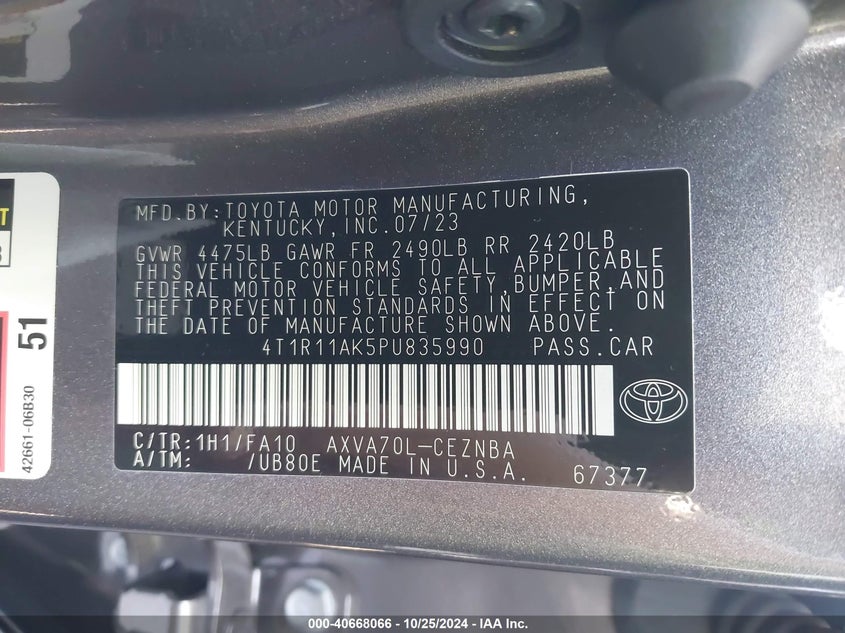 MFD.BY:TOYOTA MOTOR MANUFACTURING,
KENTUCKY,INC.07/23
GVWR 4475LB GAWR FR 2490LB RR 2420LB
THIS VEHICLE CONFORMS TO ALL APPLICABLE
FEDERAL MOTOR VEHICLE SAFETY,BUMPER,AND
THEFT PREVENTION STANDARDS IN EFFECT ON
THE DATE OF MANUFACTURE SHOWN ABOVE.
4T1R11AK5PU835990 PASS.CAR
C/TR:1H1/FA10 AXVA70L-CEZNBA
A/TM: /UB80E MADE IN U.S.A. 67377
51
42661-06B30
000-40668066 - 10/25/2024 - IAA Inc.